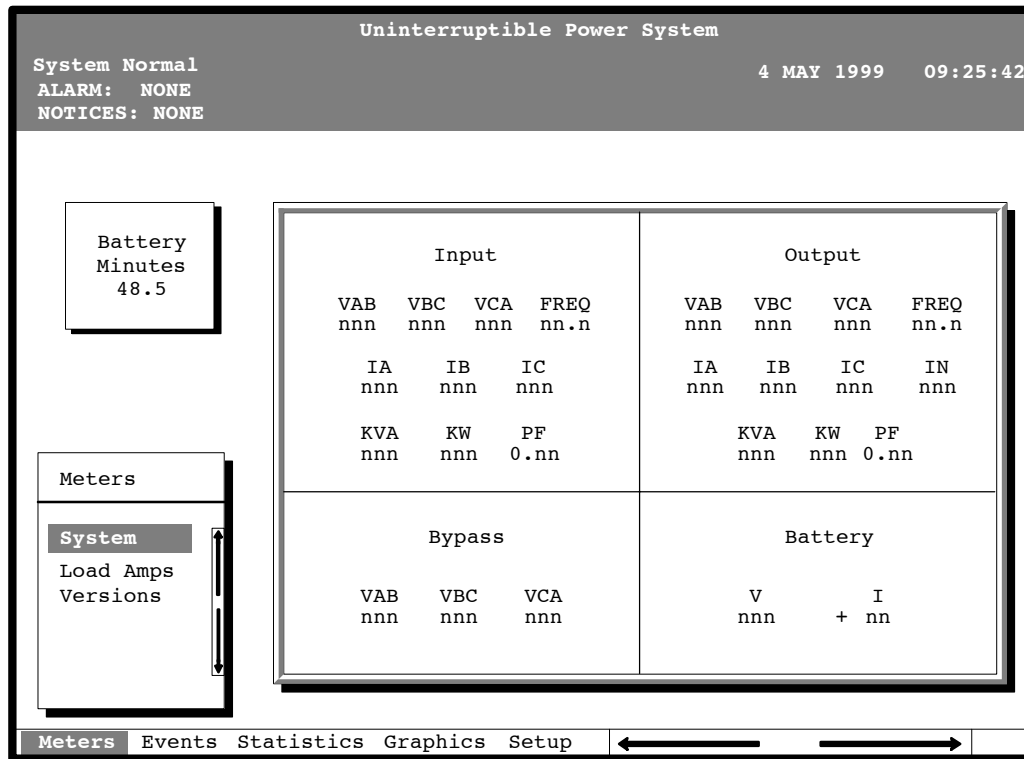 Uninterruptible Power System
System Normal
4 MAY 1999 09:25:42
ALARM: NONE
NOTICES: NONE
Battery
Minutes
48.5
Input
VAB VBC VCA FREQ
nnn nnn nnn nn.n
IA IB IC
nnn nnn nnn
KVA KW PF
nnn nnn 0.nn
Output
VAB VBC VCA FREQ
nnn nnn nnn nn.n
IA IB IC IN
nnn nnn nnn nnn
KVA KW PF
nnn nnn 0.nn
Meters
System
Load Amps
Versions
Bypass
VAB VBC VCA
nnn nnn nnn
Battery
V I
nnn + nn
Meters Events Statistics Graphics Setup